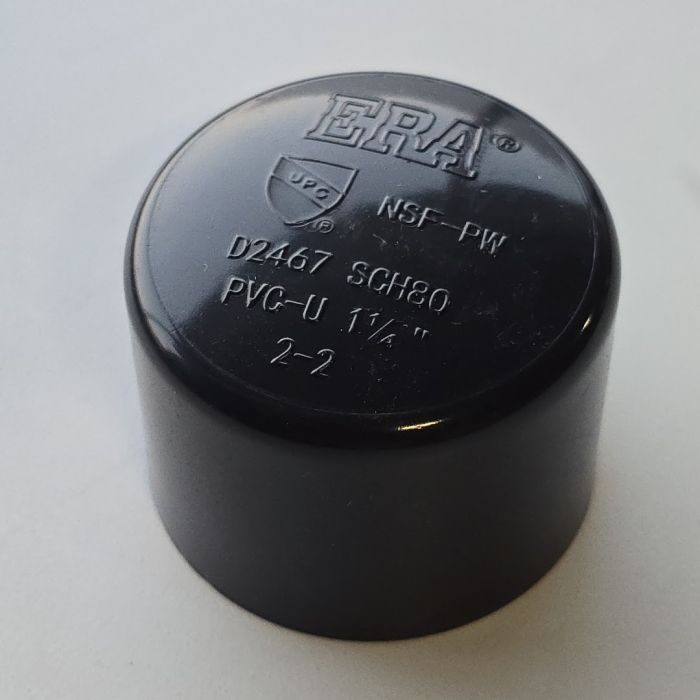 ERA®
UPC ®
NSF-PW
D2467 SCH80
PVC-U 1¼"
2-2